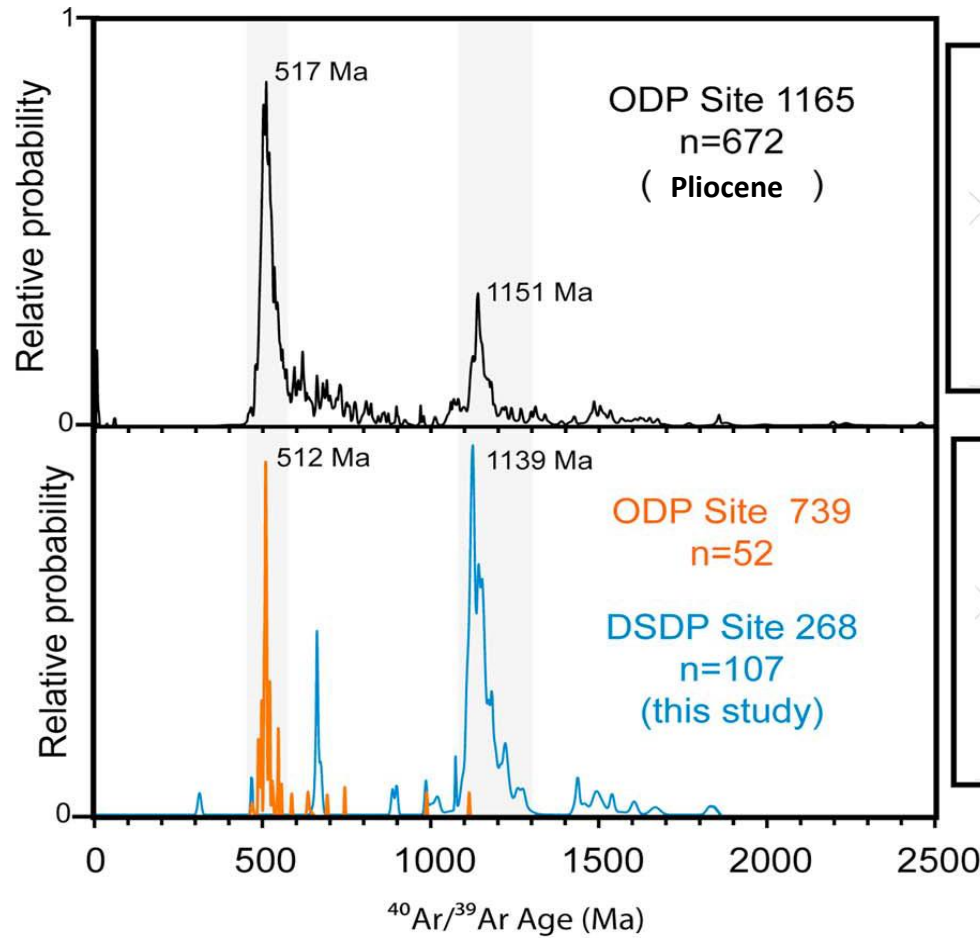 1
517 Ma
ODP Site 1165
n=672
( Pliocene )
1151 Ma
Relative probability
0
512 Ma
1139 Ma
ODP Site 739
n=52
DSDP Site 268
n=107
(this study)
Relative probability
0
0 500 1000 1500 2000 2500
⁴⁰Ar/³⁹Ar Age (Ma)